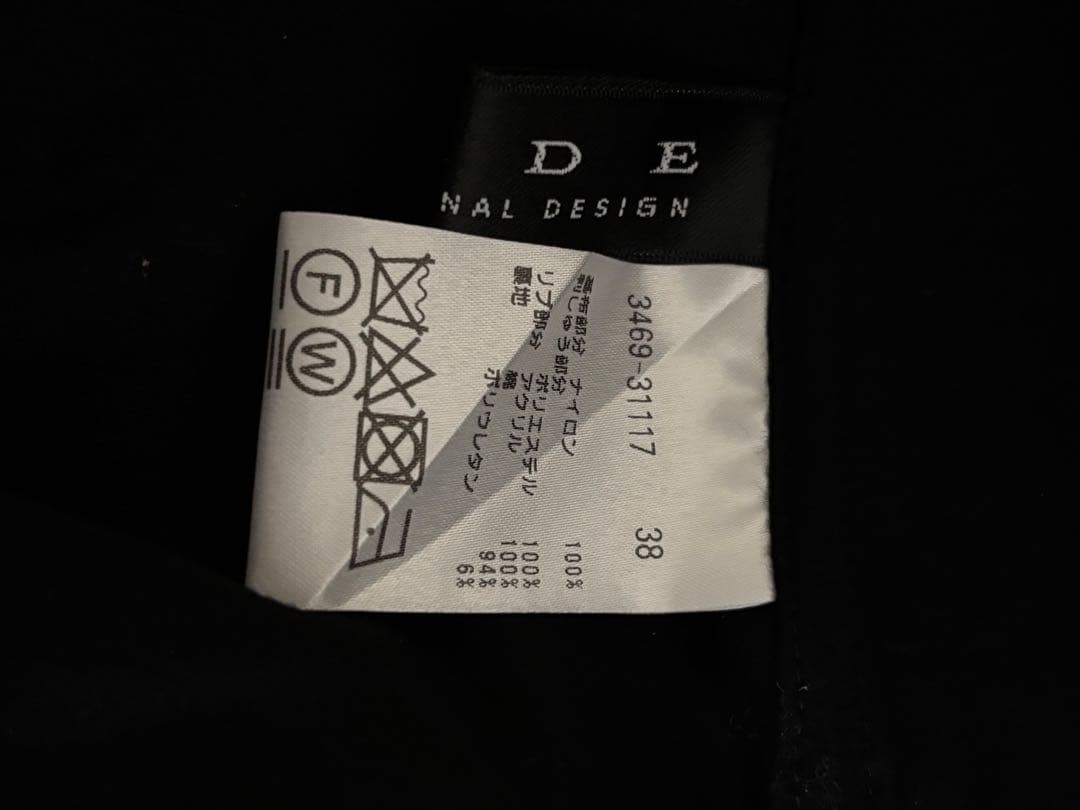 D E
NAL DESIGN
3469-31117 38
基布部分 ナイロン 100%
刺しゅう部分 ポリエステル 100%
リブ部分 アクリル 100%
裏地 綿 94%
ポリウレタン 6%
F W